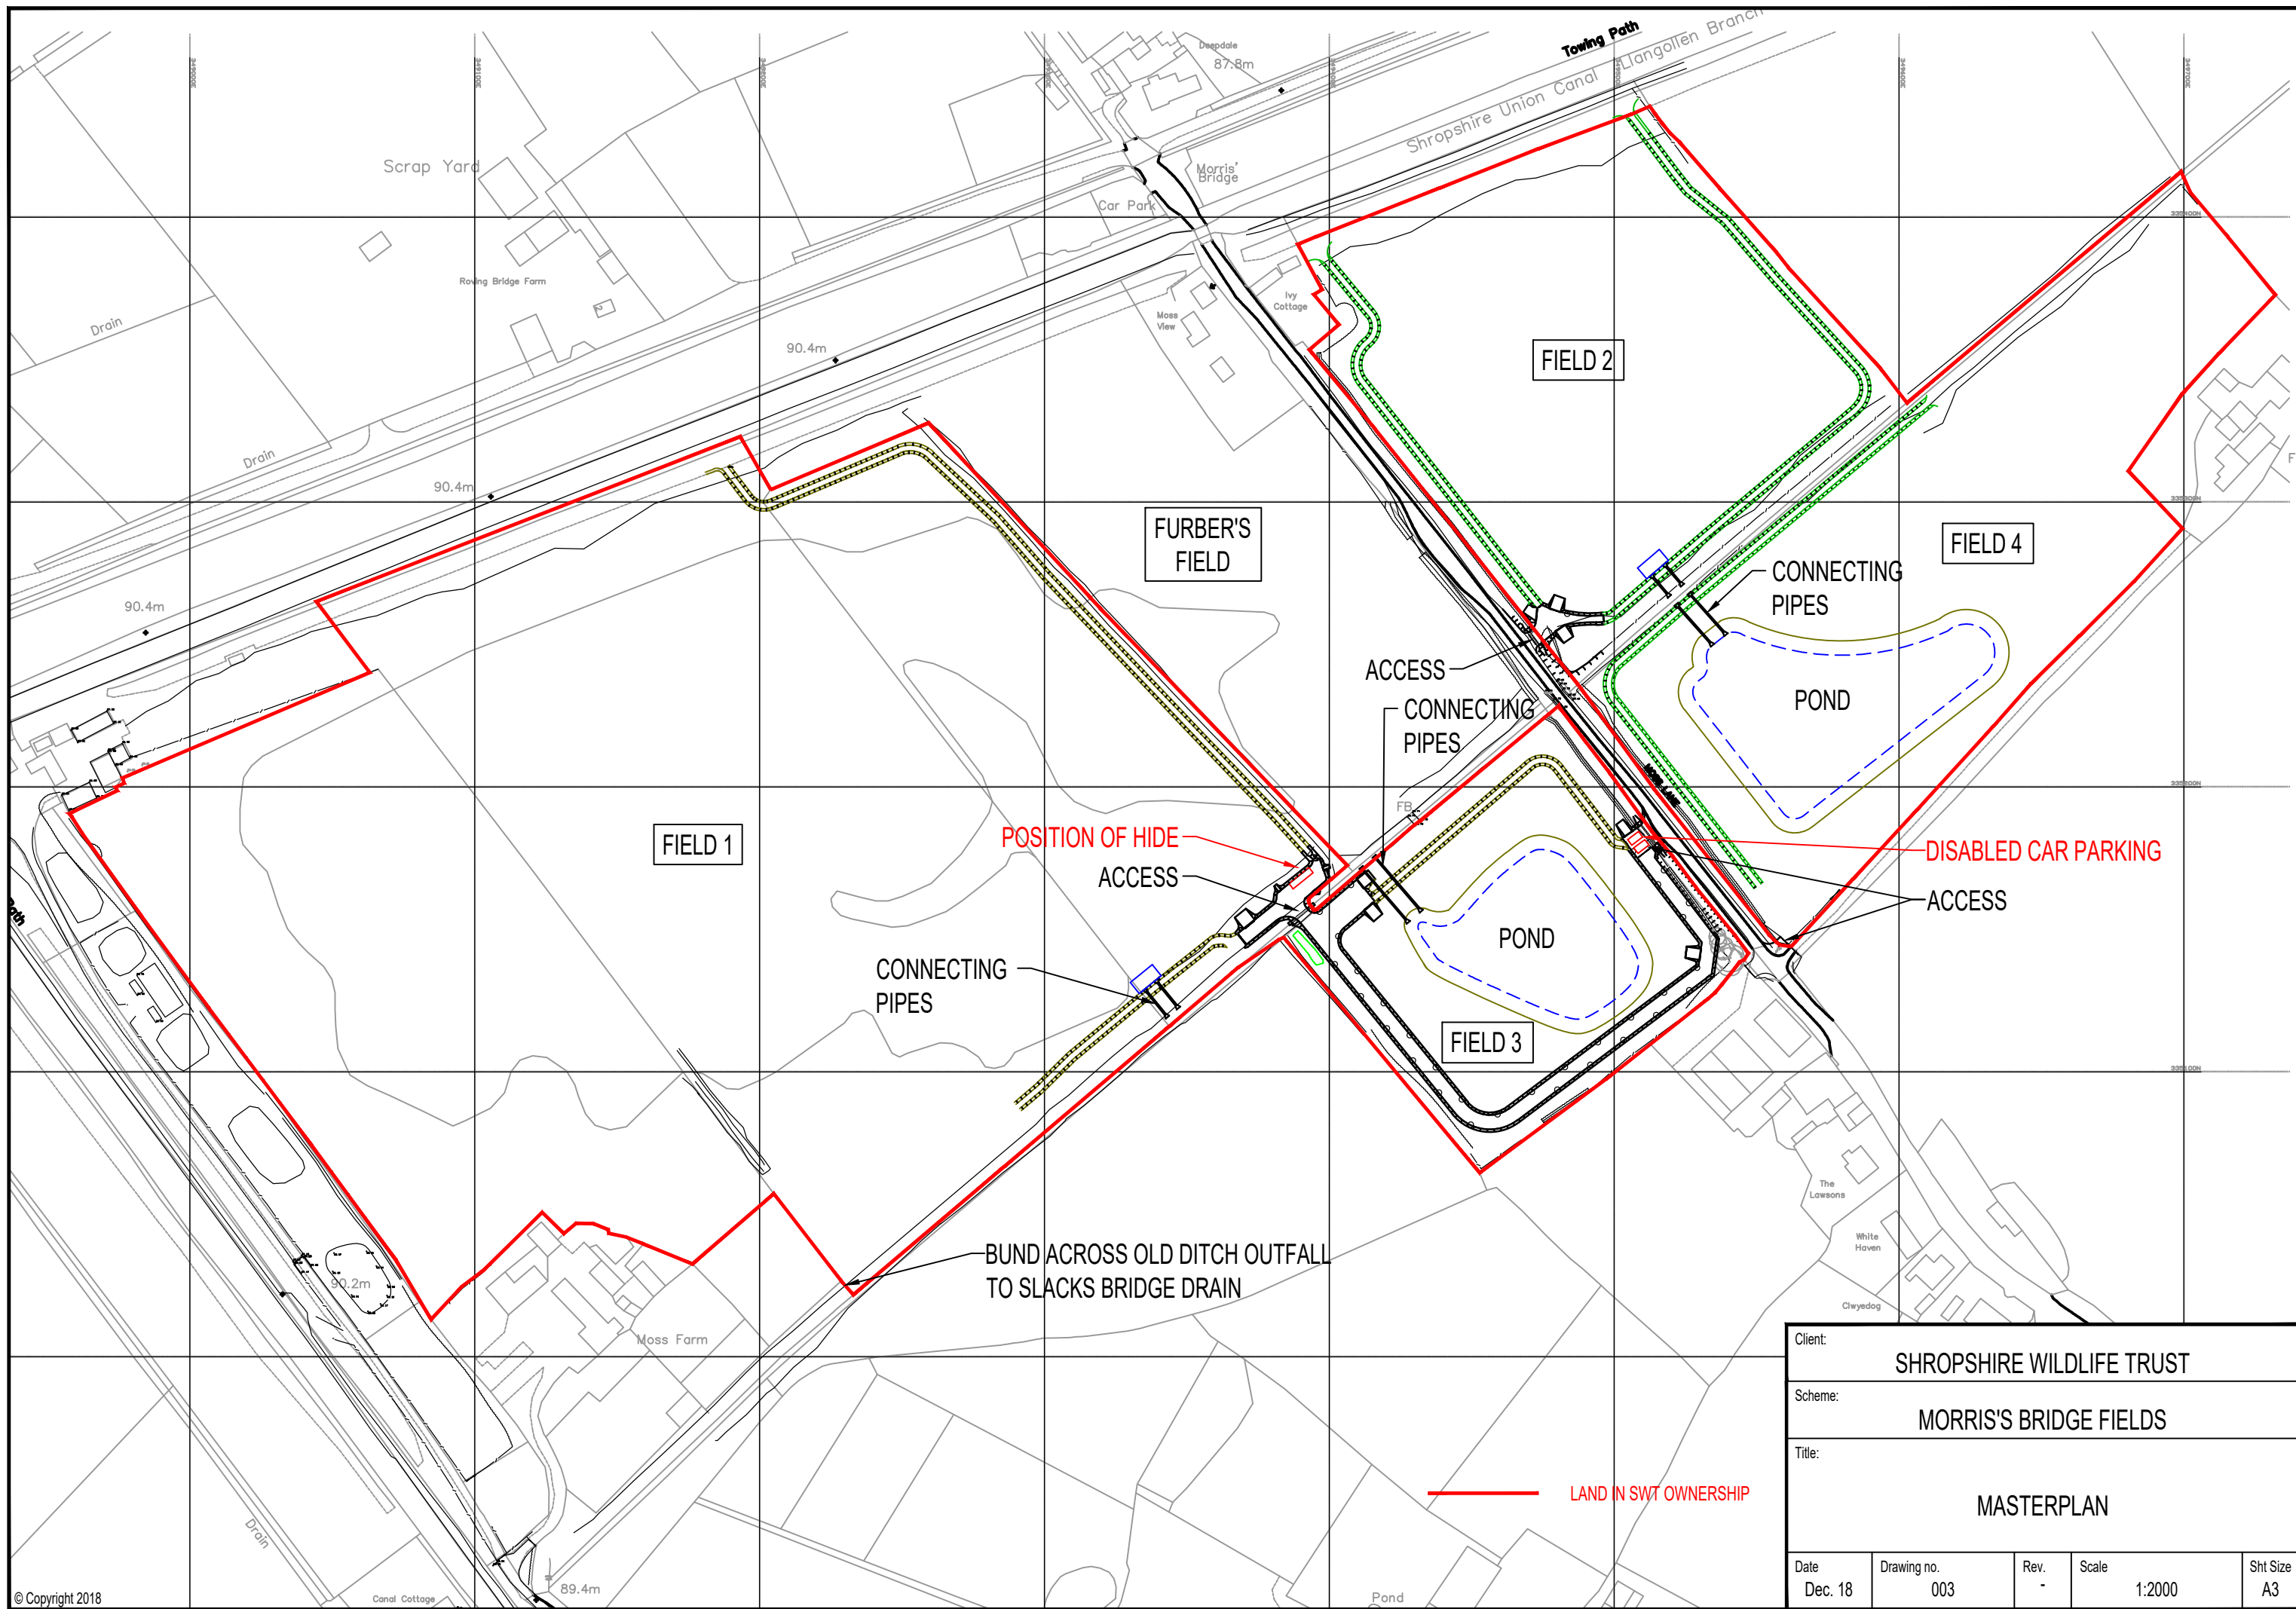 Towing Path
Deepdale
87.8m
Shropshire Union Canal Llangollen Branch
Scrap Yard
Morris'
Bridge
Car Park
Roving Bridge Farm
Ivy
Cottage
Moss
View
Drain
90.4m
FIELD 2
Drain
90.4m
FURBER'S
FIELD
FIELD 4
CONNECTING
PIPES
90.4m
ACCESS
CONNECTING
PIPES
POND
MOSS LANE
FB
FIELD 1
POSITION OF HIDE
ACCESS
DISABLED CAR PARKING
ACCESS
Path
POND
CONNECTING
PIPES
FIELD 3
The
Lawsons
White
Haven
BUND ACROSS OLD DITCH OUTFALL
TO SLACKS BRIDGE DRAIN
90.2m
Clwyedog
Moss Farm
Client:
SHROPSHIRE WILDLIFE TRUST
Scheme:
MORRIS'S BRIDGE FIELDS
Title:
MASTERPLAN
LAND IN SWT OWNERSHIP
Drain
Date
Dec. 18
Drawing no.
003
Rev.
-
Scale
1:2000
Sht Size
A3
89.4m
Canal Cottage
Pond
© Copyright 2018